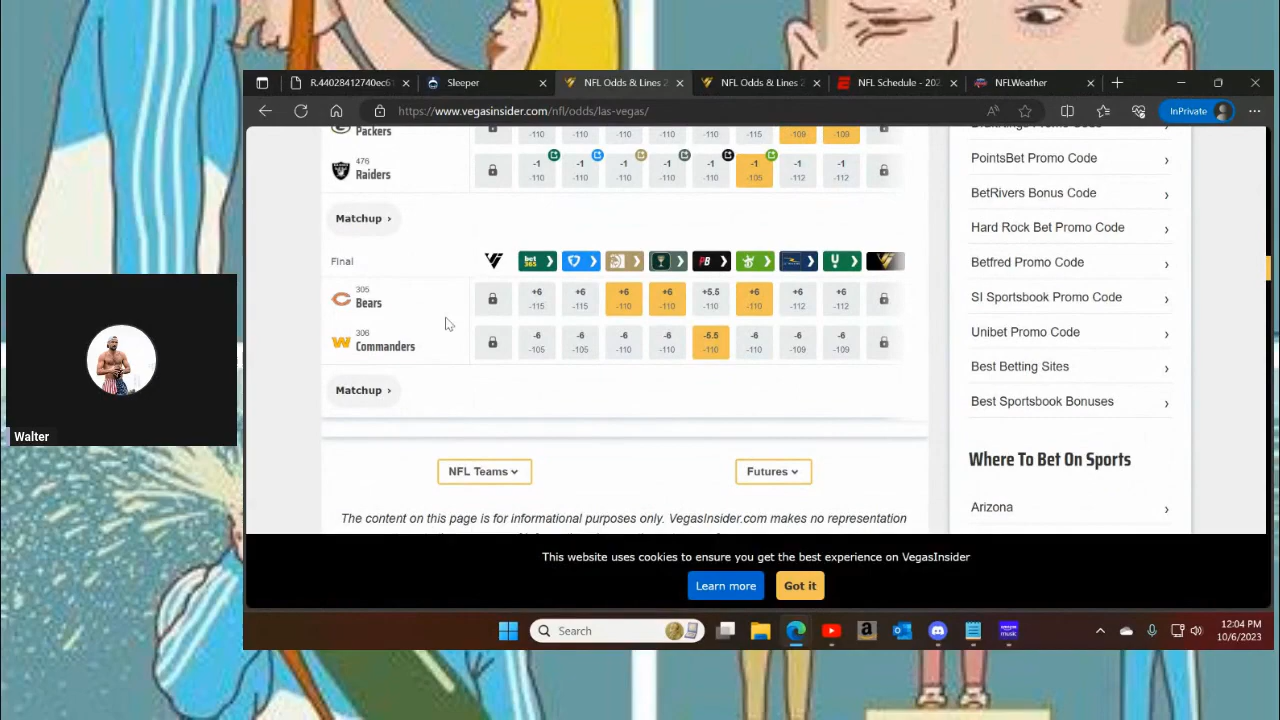 R.44028412740ec61
Sleeper
NFL Odds & Lines 2
NFL Odds & Lines 2
NFL Schedule - 202
NFLWeather
https://www.vegasinsider.com/nfl/odds/las-vegas/
InPrivate
Packers
-110 -110 -110 -110 -110 -115 -109 -109
476
Raiders
-1 -1 -1 -1 -1 -1 -1 -1
-110 -110 -110 -110 -110 -105 -112 -112
Matchup ›
Final
bet365
PB
305
Bears
+6 +6 +6 +6 +5.5 +6 +6 +6
-115 -115 -110 -110 -110 -110 -112 -112
306
Commanders
-6 -6 -6 -6 -5.5 -6 -6 -6
-105 -105 -110 -110 -110 -110 -109 -109
Matchup ›
NFL Teams
Futures
The content on this page is for informational purposes only. VegasInsider.com makes no representation
PointsBet Promo Code
BetRivers Bonus Code
Hard Rock Bet Promo Code
Betfred Promo Code
SI Sportsbook Promo Code
Unibet Promo Code
Best Betting Sites
Best Sportsbook Bonuses
Where To Bet On Sports
Arizona
This website uses cookies to ensure you get the best experience on VegasInsider
Learn more
Got it
Walter
Search
12:04 PM
10/6/2023